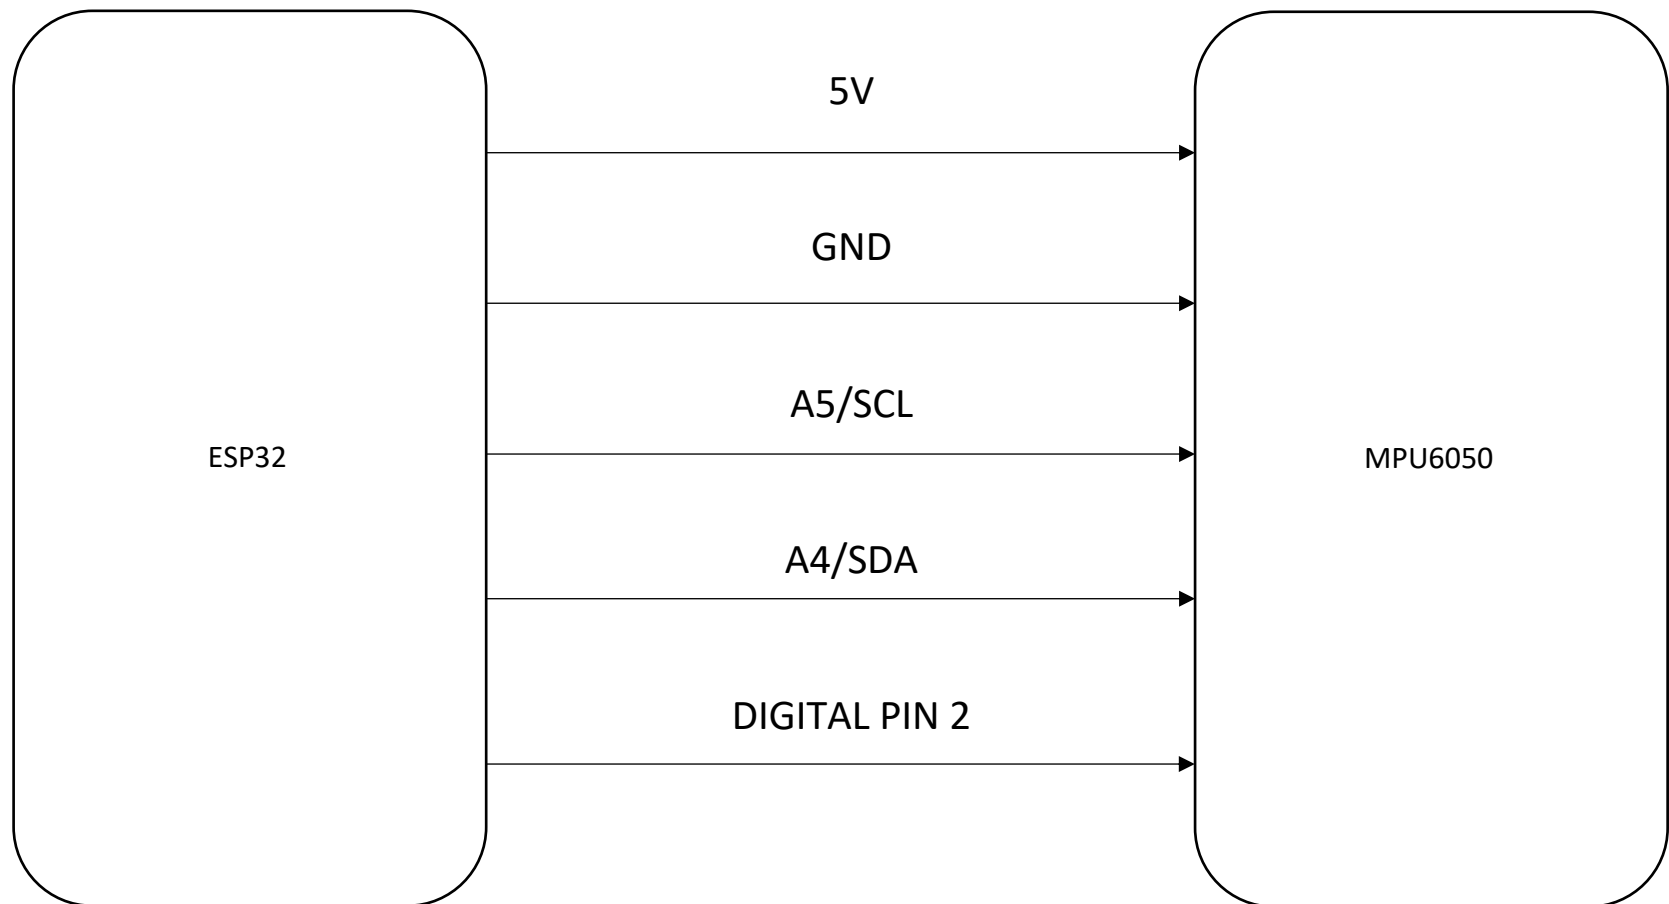 5V
GND
A5/SCL
ESP32
MPU6050
A4/SDA
DIGITAL PIN 2